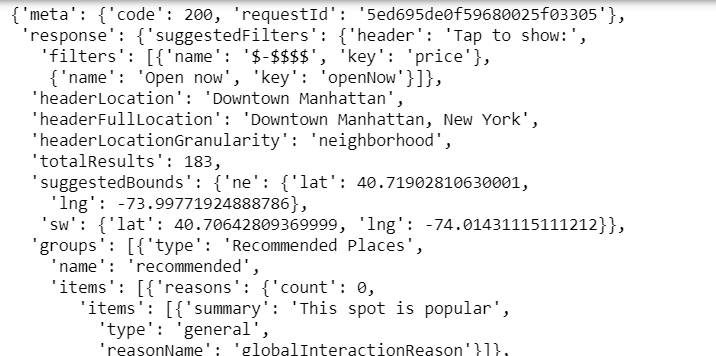 {'meta': {'code': 200, 'requestId': '5ed695de0f59680025f03305'},
'response': {'suggestedFilters': {'header': 'Tap to show:',
'filters': [{'name': '$-$$$$', 'key': 'price'},
{'name': 'Open now', 'key': 'openNow'}]},
'headerLocation': 'Downtown Manhattan',
'headerFullLocation': 'Downtown Manhattan, New York',
'headerLocationGranularity': 'neighborhood',
'totalResults': 183,
'suggestedBounds': {'ne': {'lat': 40.71902810630001,
'lng': -73.99771924888786},
'sw': {'lat': 40.70642809369999, 'lng': -74.01431115111212}},
'groups': [{'type': 'Recommended Places',
'name': 'recommended',
'items': [{'reasons': {'count': 0,
'items': [{'summary': 'This spot is popular',
'type': 'general',
'reasonName': 'globalInteractionReason'}]},